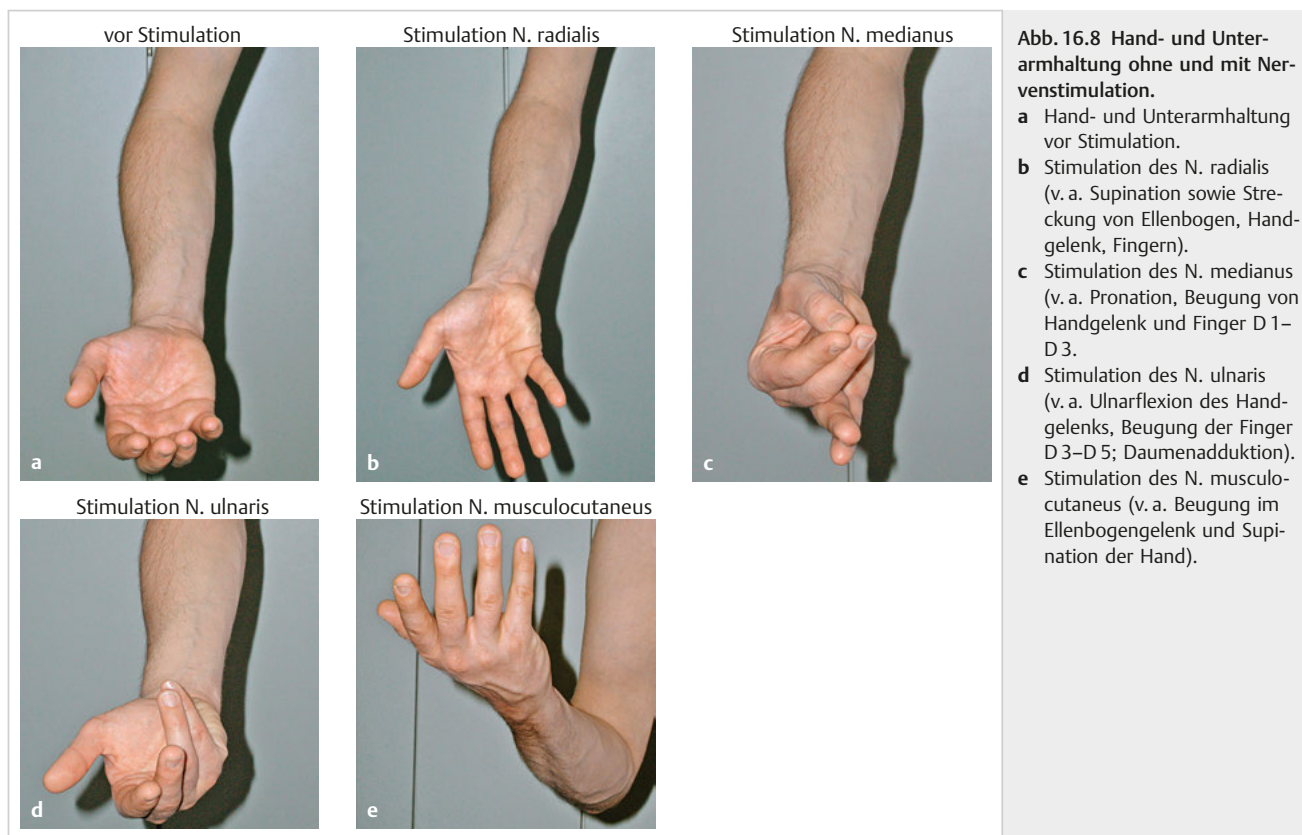 vor Stimulation
Stimulation N. radialis
Stimulation N. medianus
a
b
c
Stimulation N. ulnaris
Stimulation N. musculocutaneus
d
e
Abb. 16.8 Hand- und Unter-
armhaltung ohne und mit Ner-
venstimulation.
a Hand- und Unterarmhaltung
vor Stimulation.
b Stimulation des N. radialis
(v. a. Supination sowie Stre-
ckung von Ellenbogen, Hand-
gelenk, Fingern).
c Stimulation des N. medianus
(v. a. Pronation, Beugung von
Handgelenk und Finger D 1–
D 3.
d Stimulation des N. ulnaris
(v. a. Ulnarflexion des Hand-
gelenks, Beugung der Finger
D 3–D 5; Daumenadduktion).
e Stimulation des N. musculo-
cutaneus (v. a. Beugung im
Ellenbogengelenk und Supi-
nation der Hand).